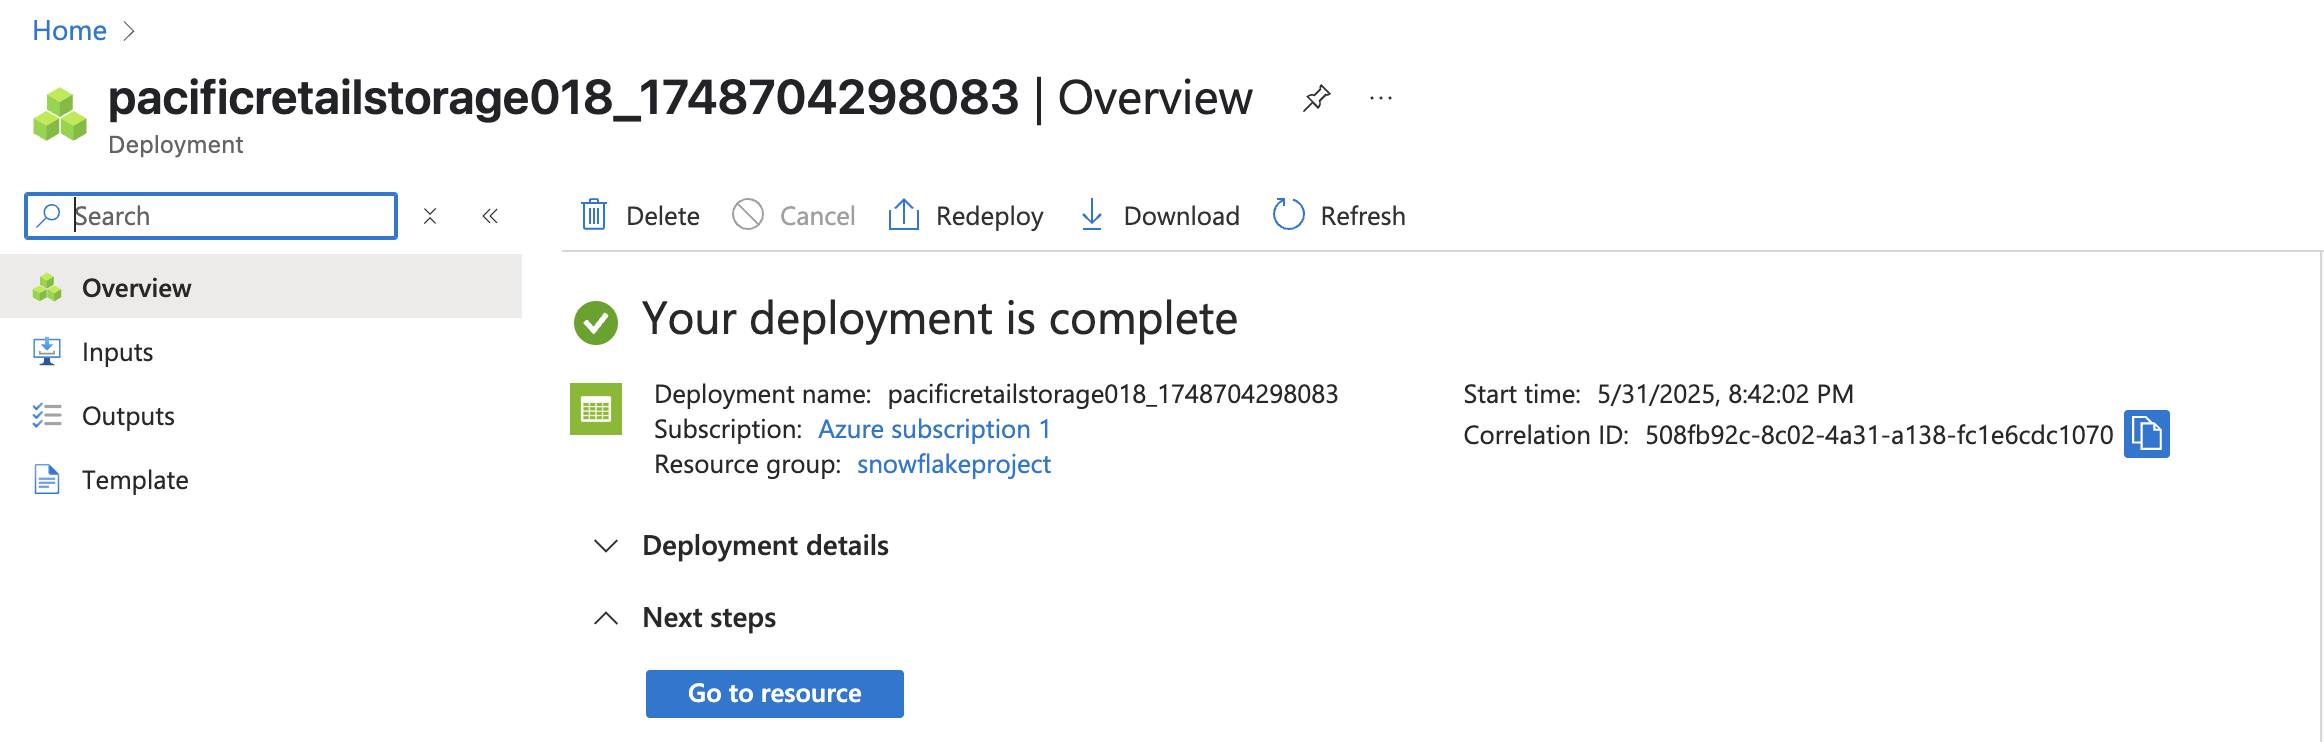 Home
pacificretailstorage018_1748704298083 | Overview
Deployment
Search
Delete
Cancel
Redeploy
Download
Refresh
Overview
Inputs
Outputs
Template
Your deployment is complete
Deployment name: pacificretailstorage018_1748704298083
Subscription: Azure subscription 1
Resource group: snowflakeproject
Start time: 5/31/2025, 8:42:02 PM
Correlation ID: 508fb92c-8c02-4a31-a138-fc1e6cdc1070
Deployment details
Next steps
Go to resource